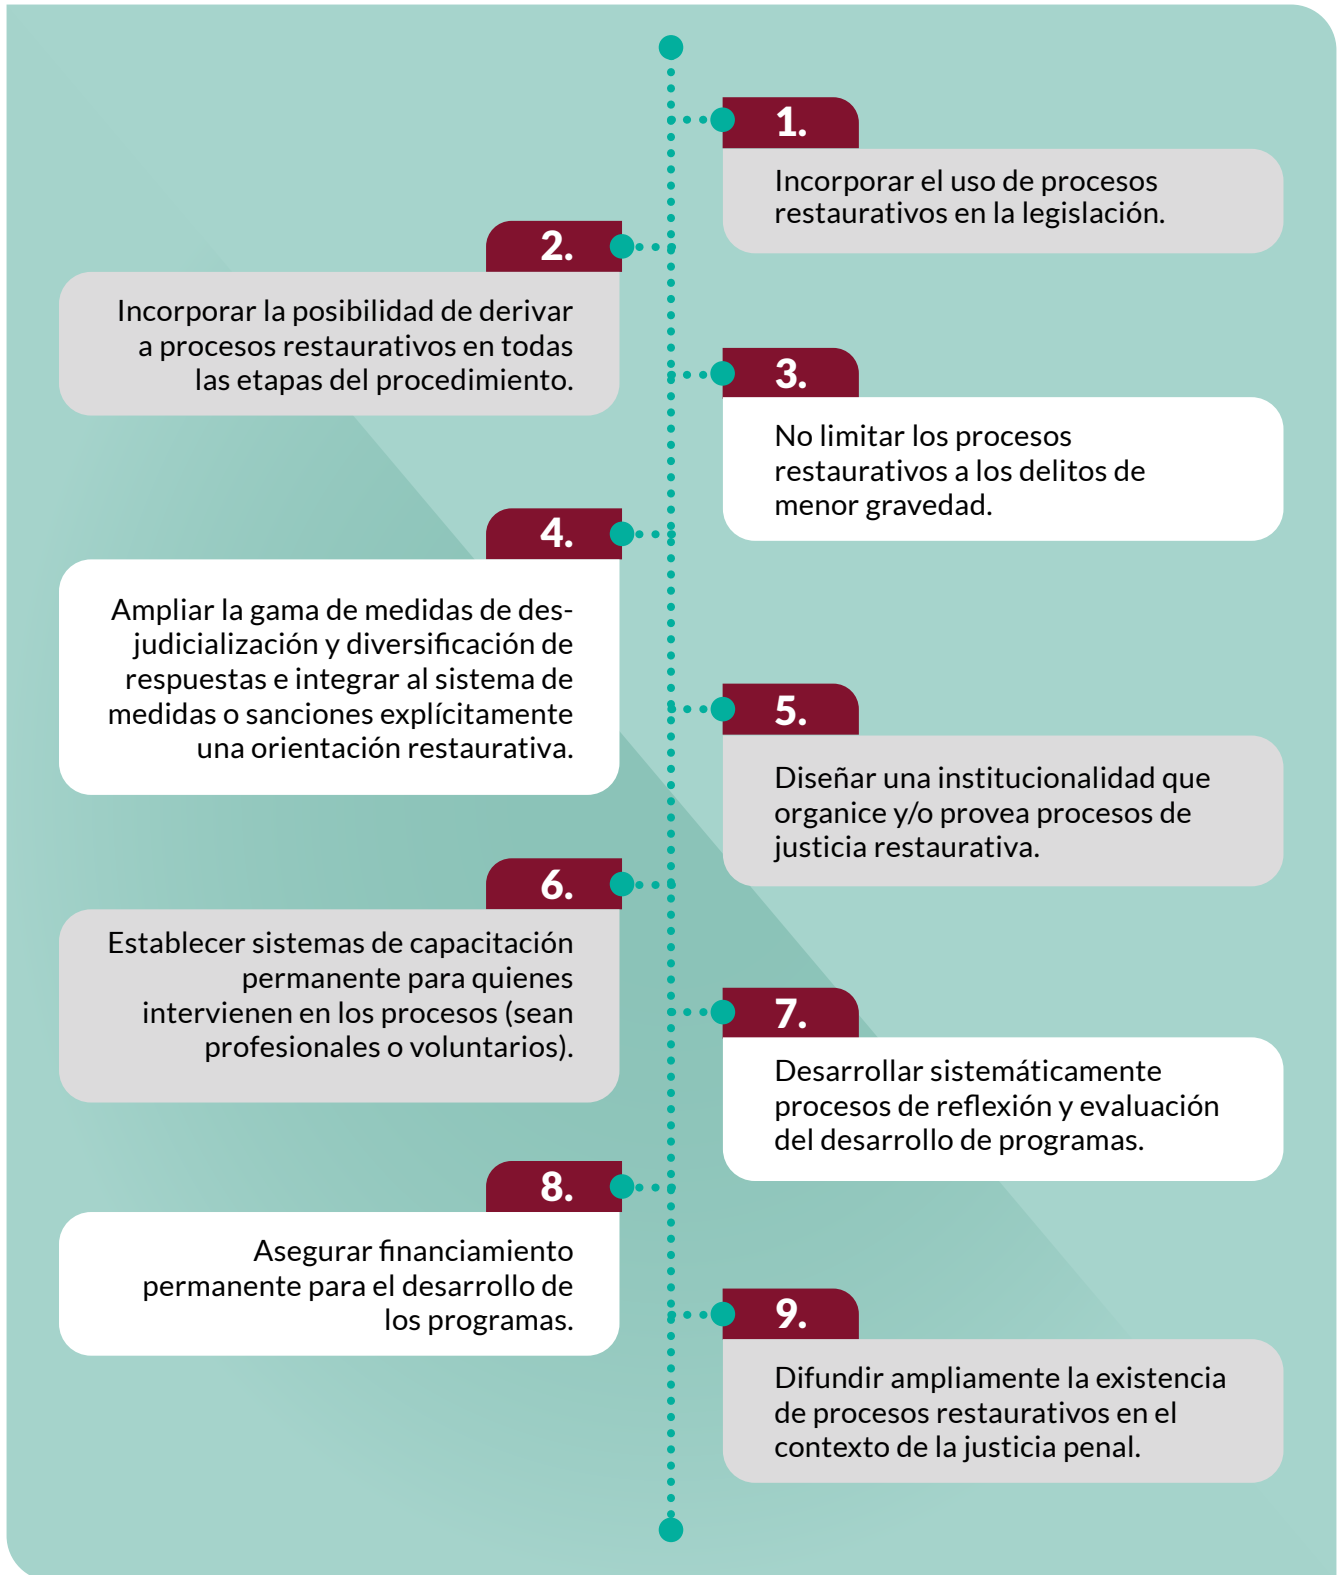 1.
Incorporar el uso de procesos
restaurativos en la legislación.
2.
Incorporar la posibilidad de derivar
a procesos restaurativos en todas
las etapas del procedimiento.
3.
No limitar los procesos
restaurativos a los delitos de
menor gravedad.
4.
Ampliar la gama de medidas de des-
judicialización y diversificación de
respuestas e integrar al sistema de
medidas o sanciones explícitamente
una orientación restaurativa.
5.
Diseñar una institucionalidad que
organice y/o provea procesos de
justicia restaurativa.
6.
Establecer sistemas de capacitación
permanente para quienes
intervienen en los procesos (sean
profesionales o voluntarios).
7.
Desarrollar sistemáticamente
procesos de reflexión y evaluación
del desarrollo de programas.
8.
Asegurar financiamiento
permanente para el desarrollo de
los programas.
9.
Difundir ampliamente la existencia
de procesos restaurativos en el
contexto de la justicia penal.